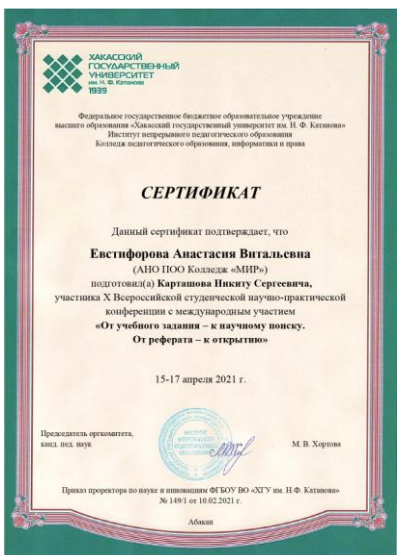 ХАКАССКИЙ
ГОСУДАРСТВЕННЫЙ
УНИВЕРСИТЕТ
им. Н. Ф. Катанова
1939
Федеральное государственное бюджетное образовательное учреждение
высшего образования «Хакасский государственный университет им. Н. Ф. Катанова»
Институт непрерывного педагогического образования
Колледж педагогического образования, информатики и права
СЕРТИФИКАТ
Данный сертификат подтверждает, что
Евстифорова Анастасия Витальевна
(АНО ПОО Колледж «МИР»)
подготовил(а) Карташова Никиту Сергеевича,
участника X Всероссийской студенческой научно-практической
конференции с международным участием
«От учебного задания – к научному поиску.
От реферата – к открытию»
15-17 апреля 2021 г.
Председатель оргкомитета,
канд. пед. наук
М. В. Хортова
Приказ проректора по науке и инновациям ФГБОУ ВО «ХГУ им. Н.Ф. Катанова»
№ 149/1 от 10.02.2021 г.
Абакан